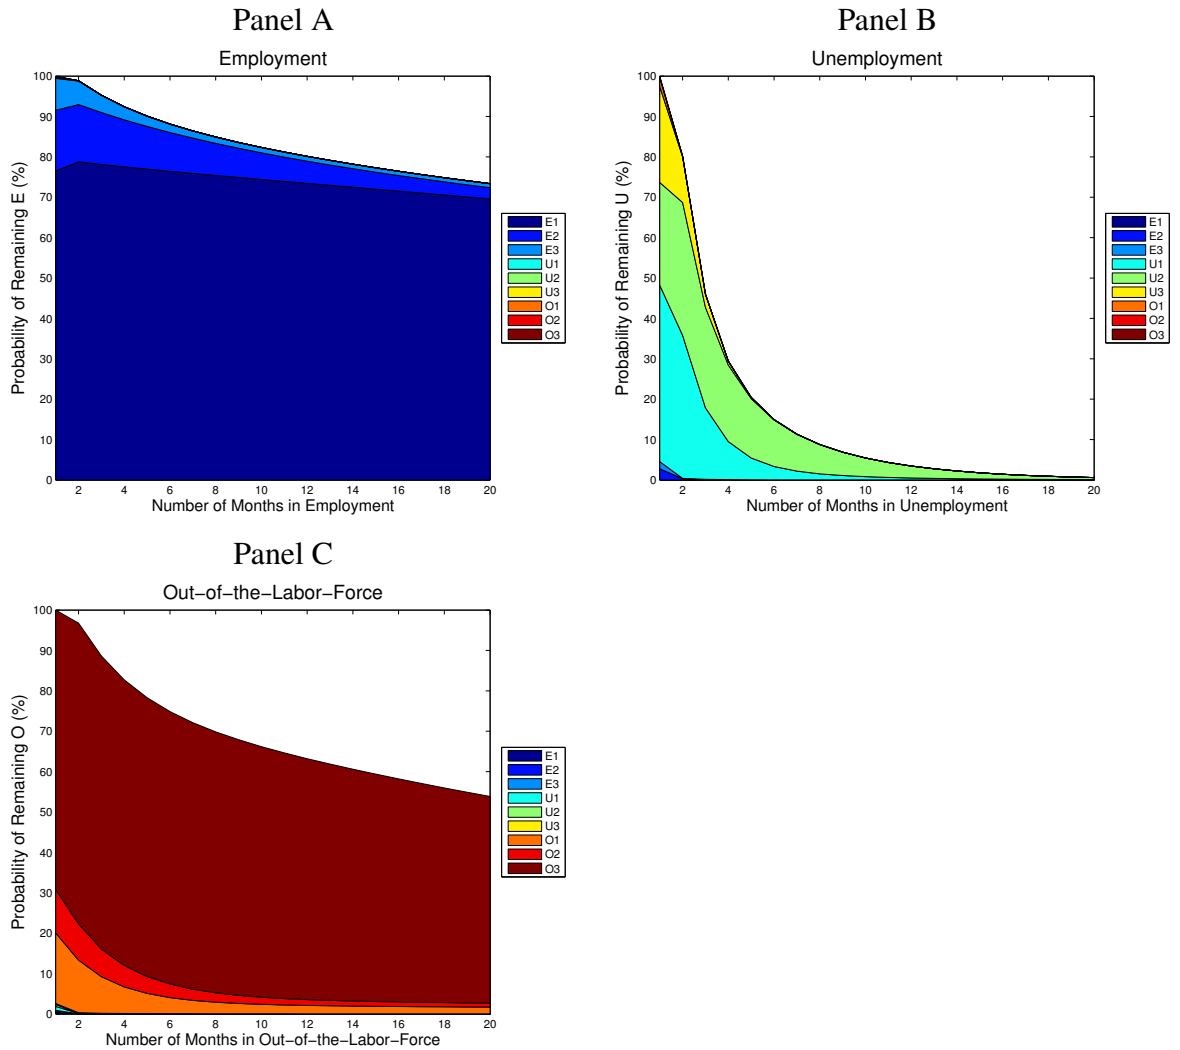 Panel A
Employment
Probability of Remaining E (%)
100
90
80
70
60
50
40
30
20
10
0
2 4 6 8 10 12 14 16 18 20
Number of Months in Employment
E1
E2
E3
U1
U2
U3
O1
O2
O3
Panel B
Unemployment
Probability of Remaining U (%)
100
90
80
70
60
50
40
30
20
10
0
2 4 6 8 10 12 14 16 18 20
Number of Months in Unemployment
E1
E2
E3
U1
U2
U3
O1
O2
O3
Panel C
Out−of−the−Labor−Force
Probability of Remaining O (%)
100
90
80
70
60
50
40
30
20
10
0
2 4 6 8 10 12 14 16 18 20
Number of Months in Out−of−the−Labor−Force
E1
E2
E3
U1
U2
U3
O1
O2
O3